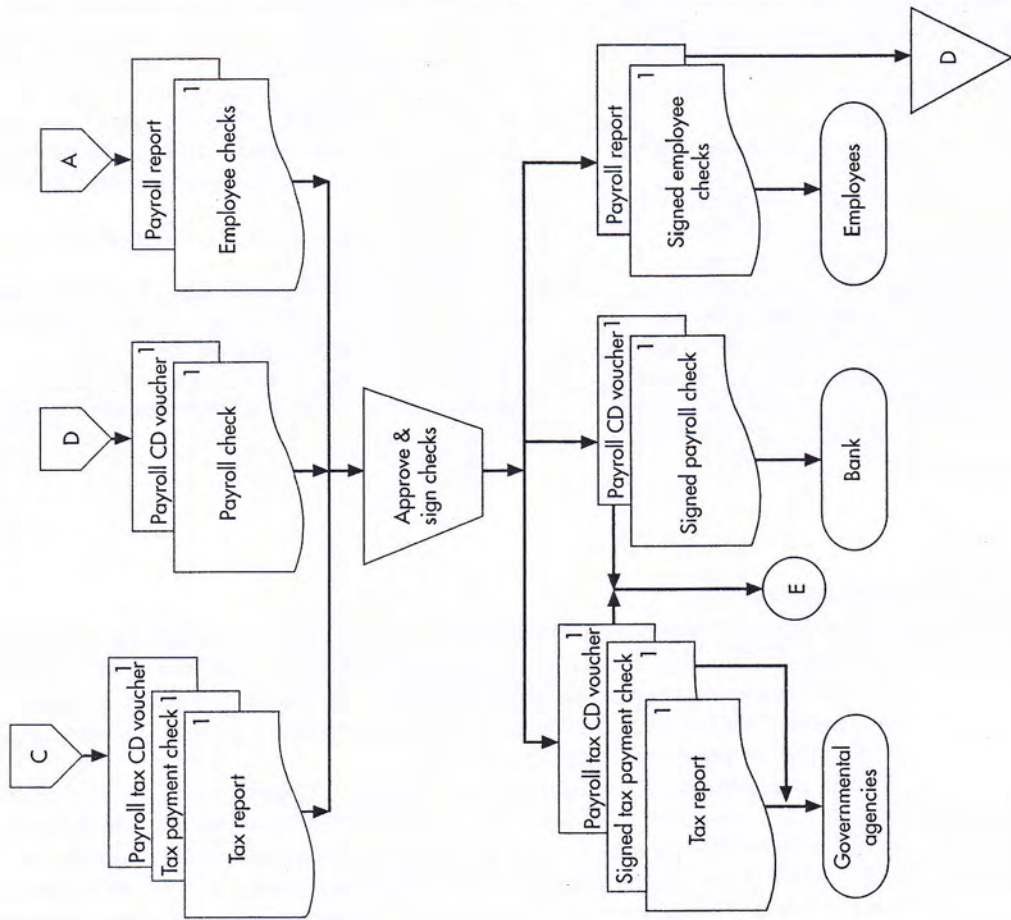 C
Payroll tax CD voucher 1
Tax payment check 1
Tax report
1
D
Payroll CD voucher 1
Payroll check
1
A
Payroll report
Employee checks
1
Approve &
sign checks
Payroll tax CD voucher 1
Signed tax payment check 1
Tax report
1
Governmental
agencies
E
Payroll CD voucher 1
Signed payroll check
1
Bank
Payroll report
Signed employee
checks
1
Employees
D